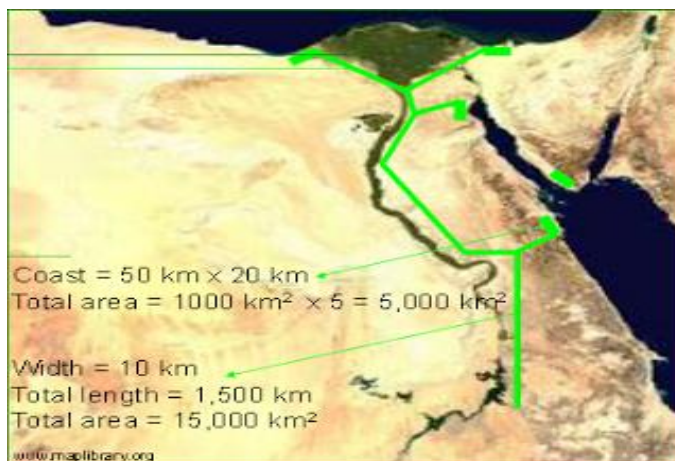 Coast = 50 km x 20 km
Total area = 1000 km² x 5 = 5,000 km²
Width = 10 km
Total length = 1,500 km
Total area = 15,000 km²
www.maplibrary.org